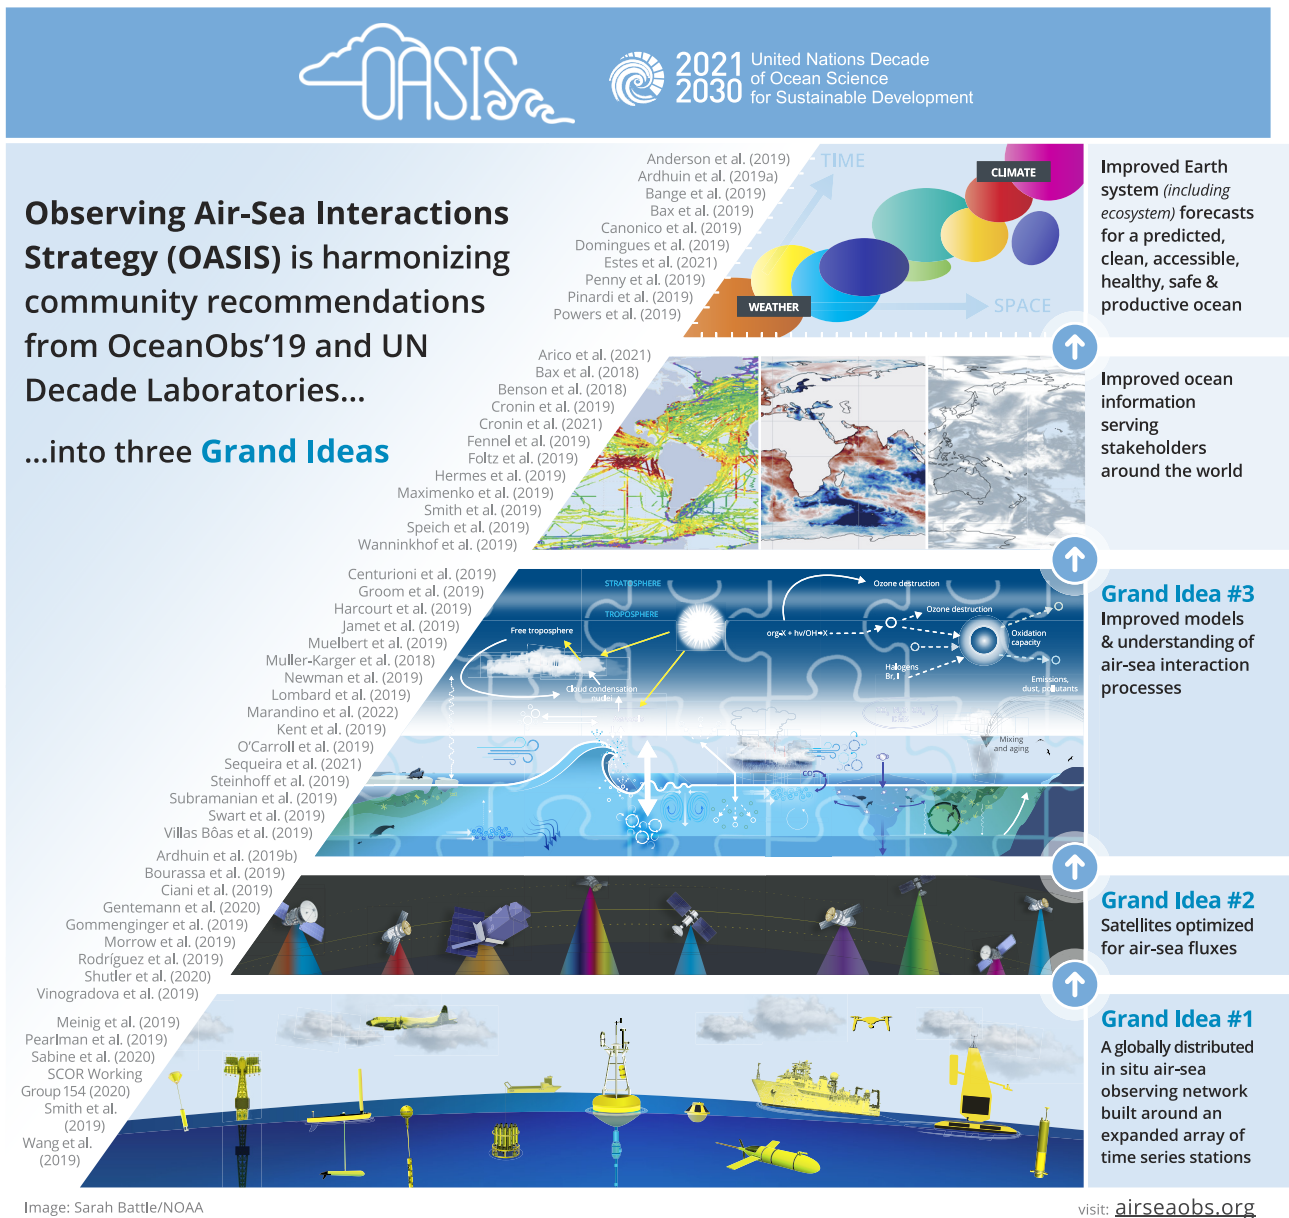 OASIS
2021
2030
United Nations Decade
of Ocean Science
for Sustainable Development
Observing Air-Sea Interactions
Strategy (OASIS) is harmonizing
community recommendations
from OceanObs’19 and UN
Decade Laboratories...
...into three Grand Ideas
Anderson et al. (2019)
Ardhuin et al. (2019a)
Bange et al. (2019)
Bax et al. (2019)
Canonico et al. (2019)
Domingues et al. (2019)
Estes et al. (2021)
Penny et al. (2019)
Pinardi et al. (2019)
Powers et al. (2019)
TIME
CLIMATE
WEATHER
SPACE
Improved Earth
system (including
ecosystem) forecasts
for a predicted,
clean, accessible,
healthy, safe &
productive ocean
Arico et al. (2021)
Bax et al. (2018)
Benson et al. (2018)
Cronin et al. (2019)
Cronin et al. (2021)
Fennel et al. (2019)
Foltz et al. (2019)
Hermes et al. (2019)
Maximenko et al. (2019)
Smith et al. (2019)
Speich et al. (2019)
Wanninkhof et al. (2019)
Improved ocean
information
serving
stakeholders
around the world
Centurioni et al. (2019)
Groom et al. (2019)
Harcourt et al. (2019)
Jamet et al. (2019)
Muelbert et al. (2019)
Muller-Karger et al. (2018)
Newman et al. (2019)
Lombard et al. (2019)
Marandino et al. (2022)
Kent et al. (2019)
O’Carroll et al. (2019)
Sequeira et al. (2021)
Steinhoff et al. (2019)
Subramanian et al. (2019)
Swart et al. (2019)
Villas Bôas et al. (2019)
STRATOSPHERE
TROPOSPHERE
Free troposphere
Cloud condensation
nuclei
Ozone destruction
Ozone destruction
org-X + hv/OH→X
Oxidation
capacity
Halogens
Br, I
Emissions,
dust, pollutants
Mixing
and aging
CO₂
Grand Idea #3
Improved models
& understanding of
air-sea interaction
processes
Ardhuin et al. (2019b)
Bourassa et al. (2019)
Ciani et al. (2019)
Gentemann et al. (2020)
Gommenginger et al. (2019)
Morrow et al. (2019)
Rodríguez et al. (2019)
Shutler et al. (2020)
Vinogradova et al. (2019)
Grand Idea #2
Satellites optimized
for air-sea fluxes
Meinig et al. (2019)
Pearlman et al. (2019)
Sabine et al. (2020)
SCOR Working
Group 154 (2020)
Smith et al.
(2019)
Wang et al.
(2019)
Grand Idea #1
A globally distributed
in situ air-sea
observing network
built around an
expanded array of
time series stations
Image: Sarah Battle/NOAA
visit: airseaobs.org